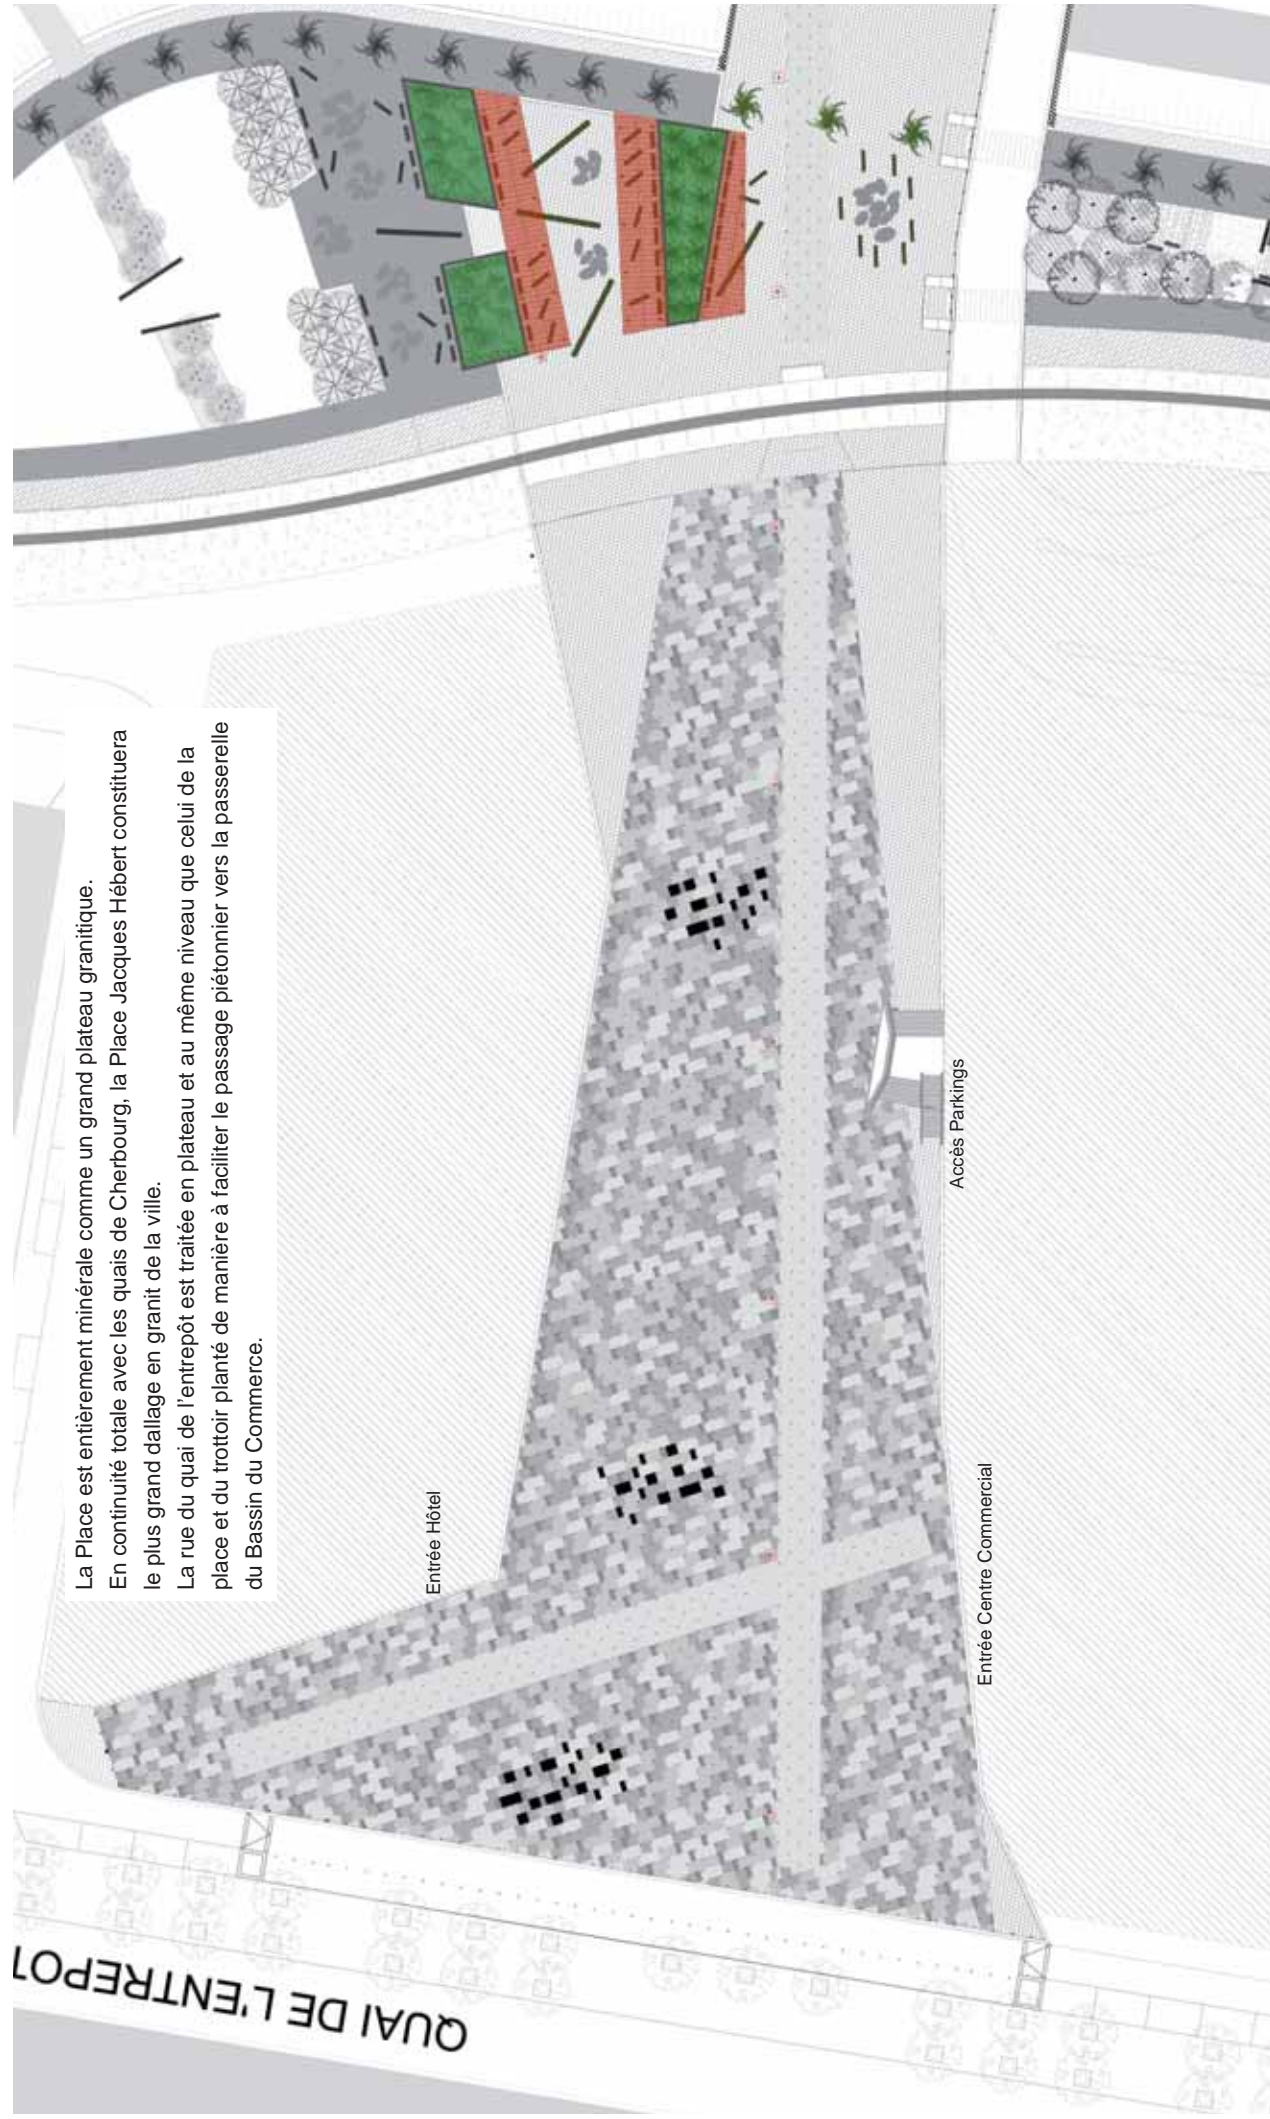 La Place est entièrement minérale comme un grand plateau granitique.
En continuité totale avec les quais de Cherbourg, la Place Jacques Hébert constituera
le plus grand dallage en granit de la ville.
La rue du quai de l'entrepôt est traitée en plateau et au même niveau que celui de la
place et du trottoir planté de manière à faciliter le passage piétonnier vers la passerelle
du Bassin du Commerce.
Entrée Hôtel
Accès Parkings
Entrée Centre Commercial
QUAI DE L'ENTREPOT